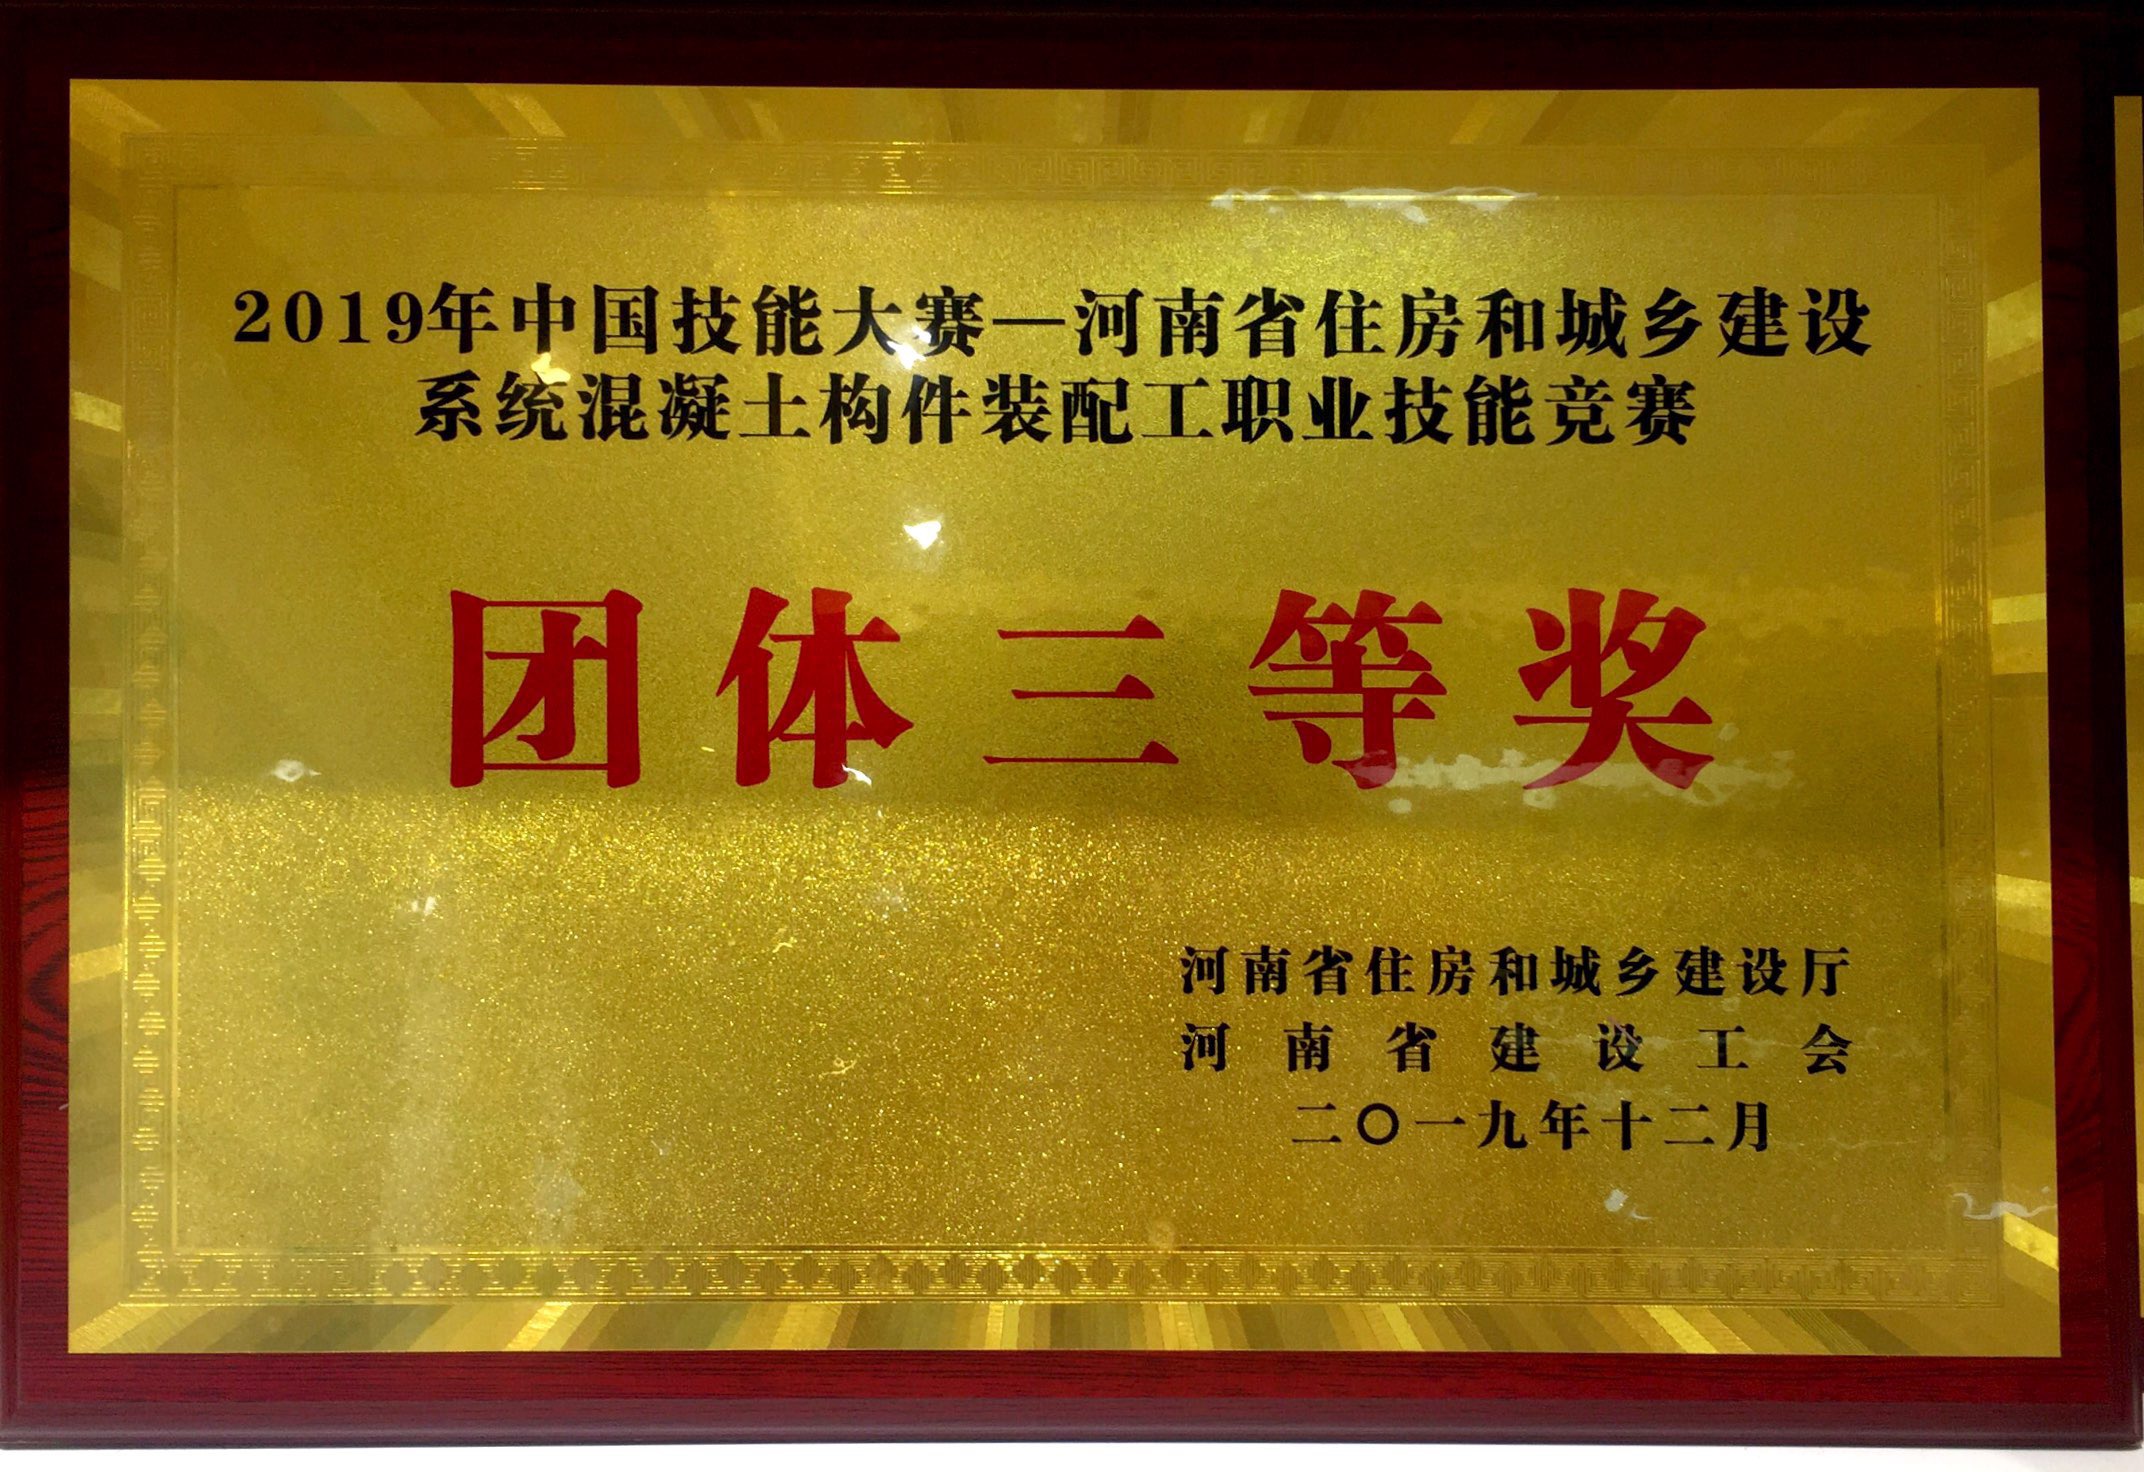 2019年中国技能大赛—河南省住房和城乡建设
系统混凝土构件装配工职业技能竞赛
团体三等奖
河南省住房和城乡建设厅
河南省建设工会
二〇一九年十二月